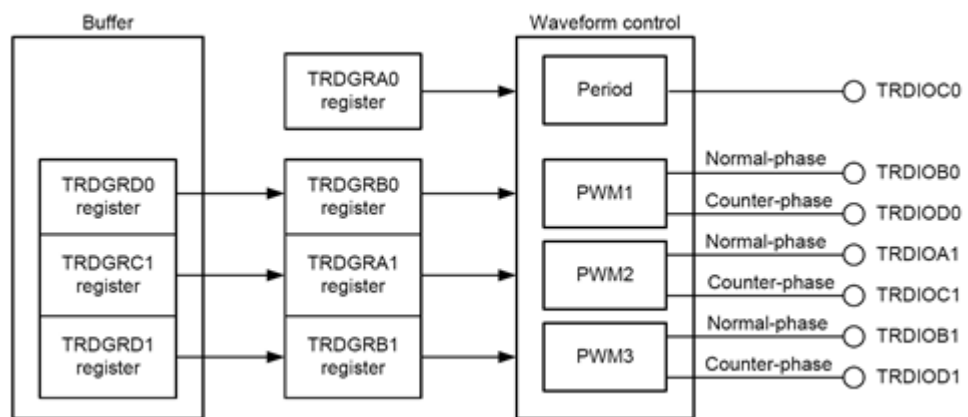 Buffer
Waveform control
TRDGRA0
register
Period
TRDIOC0
TRDGRD0
register
TRDGRB0
register
PWM1
Normal-phase
TRDIOB0
Counter-phase
TRDIOD0
TRDGRC1
register
TRDGRA1
register
PWM2
Normal-phase
TRDIOA1
Counter-phase
TRDIOC1
TRDGRD1
register
TRDGRB1
register
PWM3
Normal-phase
TRDIOB1
Counter-phase
TRDIOD1